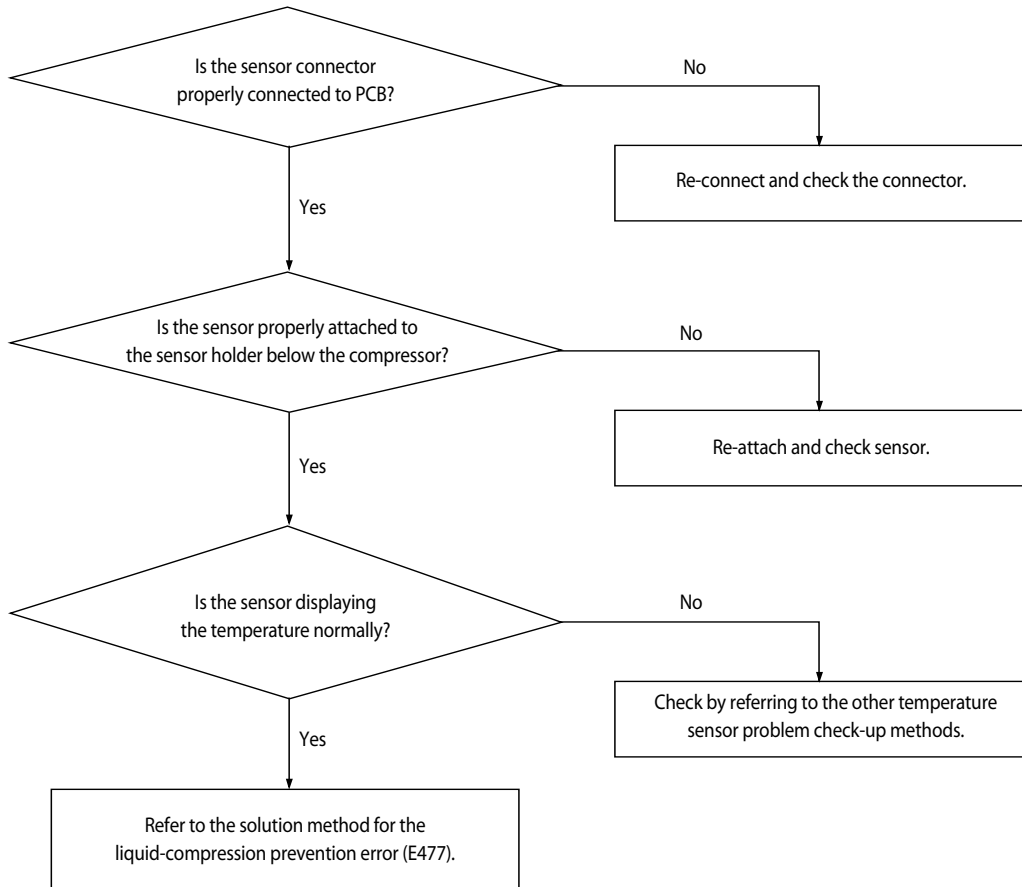 Is the sensor connector
properly connected to PCB?
No
Re-connect and check the connector.
Yes
Is the sensor properly attached to
the sensor holder below the compressor?
No
Re-attach and check sensor.
Yes
Is the sensor displaying
the temperature normally?
No
Check by referring to the other temperature
sensor problem check-up methods.
Yes
Refer to the solution method for the
liquid-compression prevention error (E477).